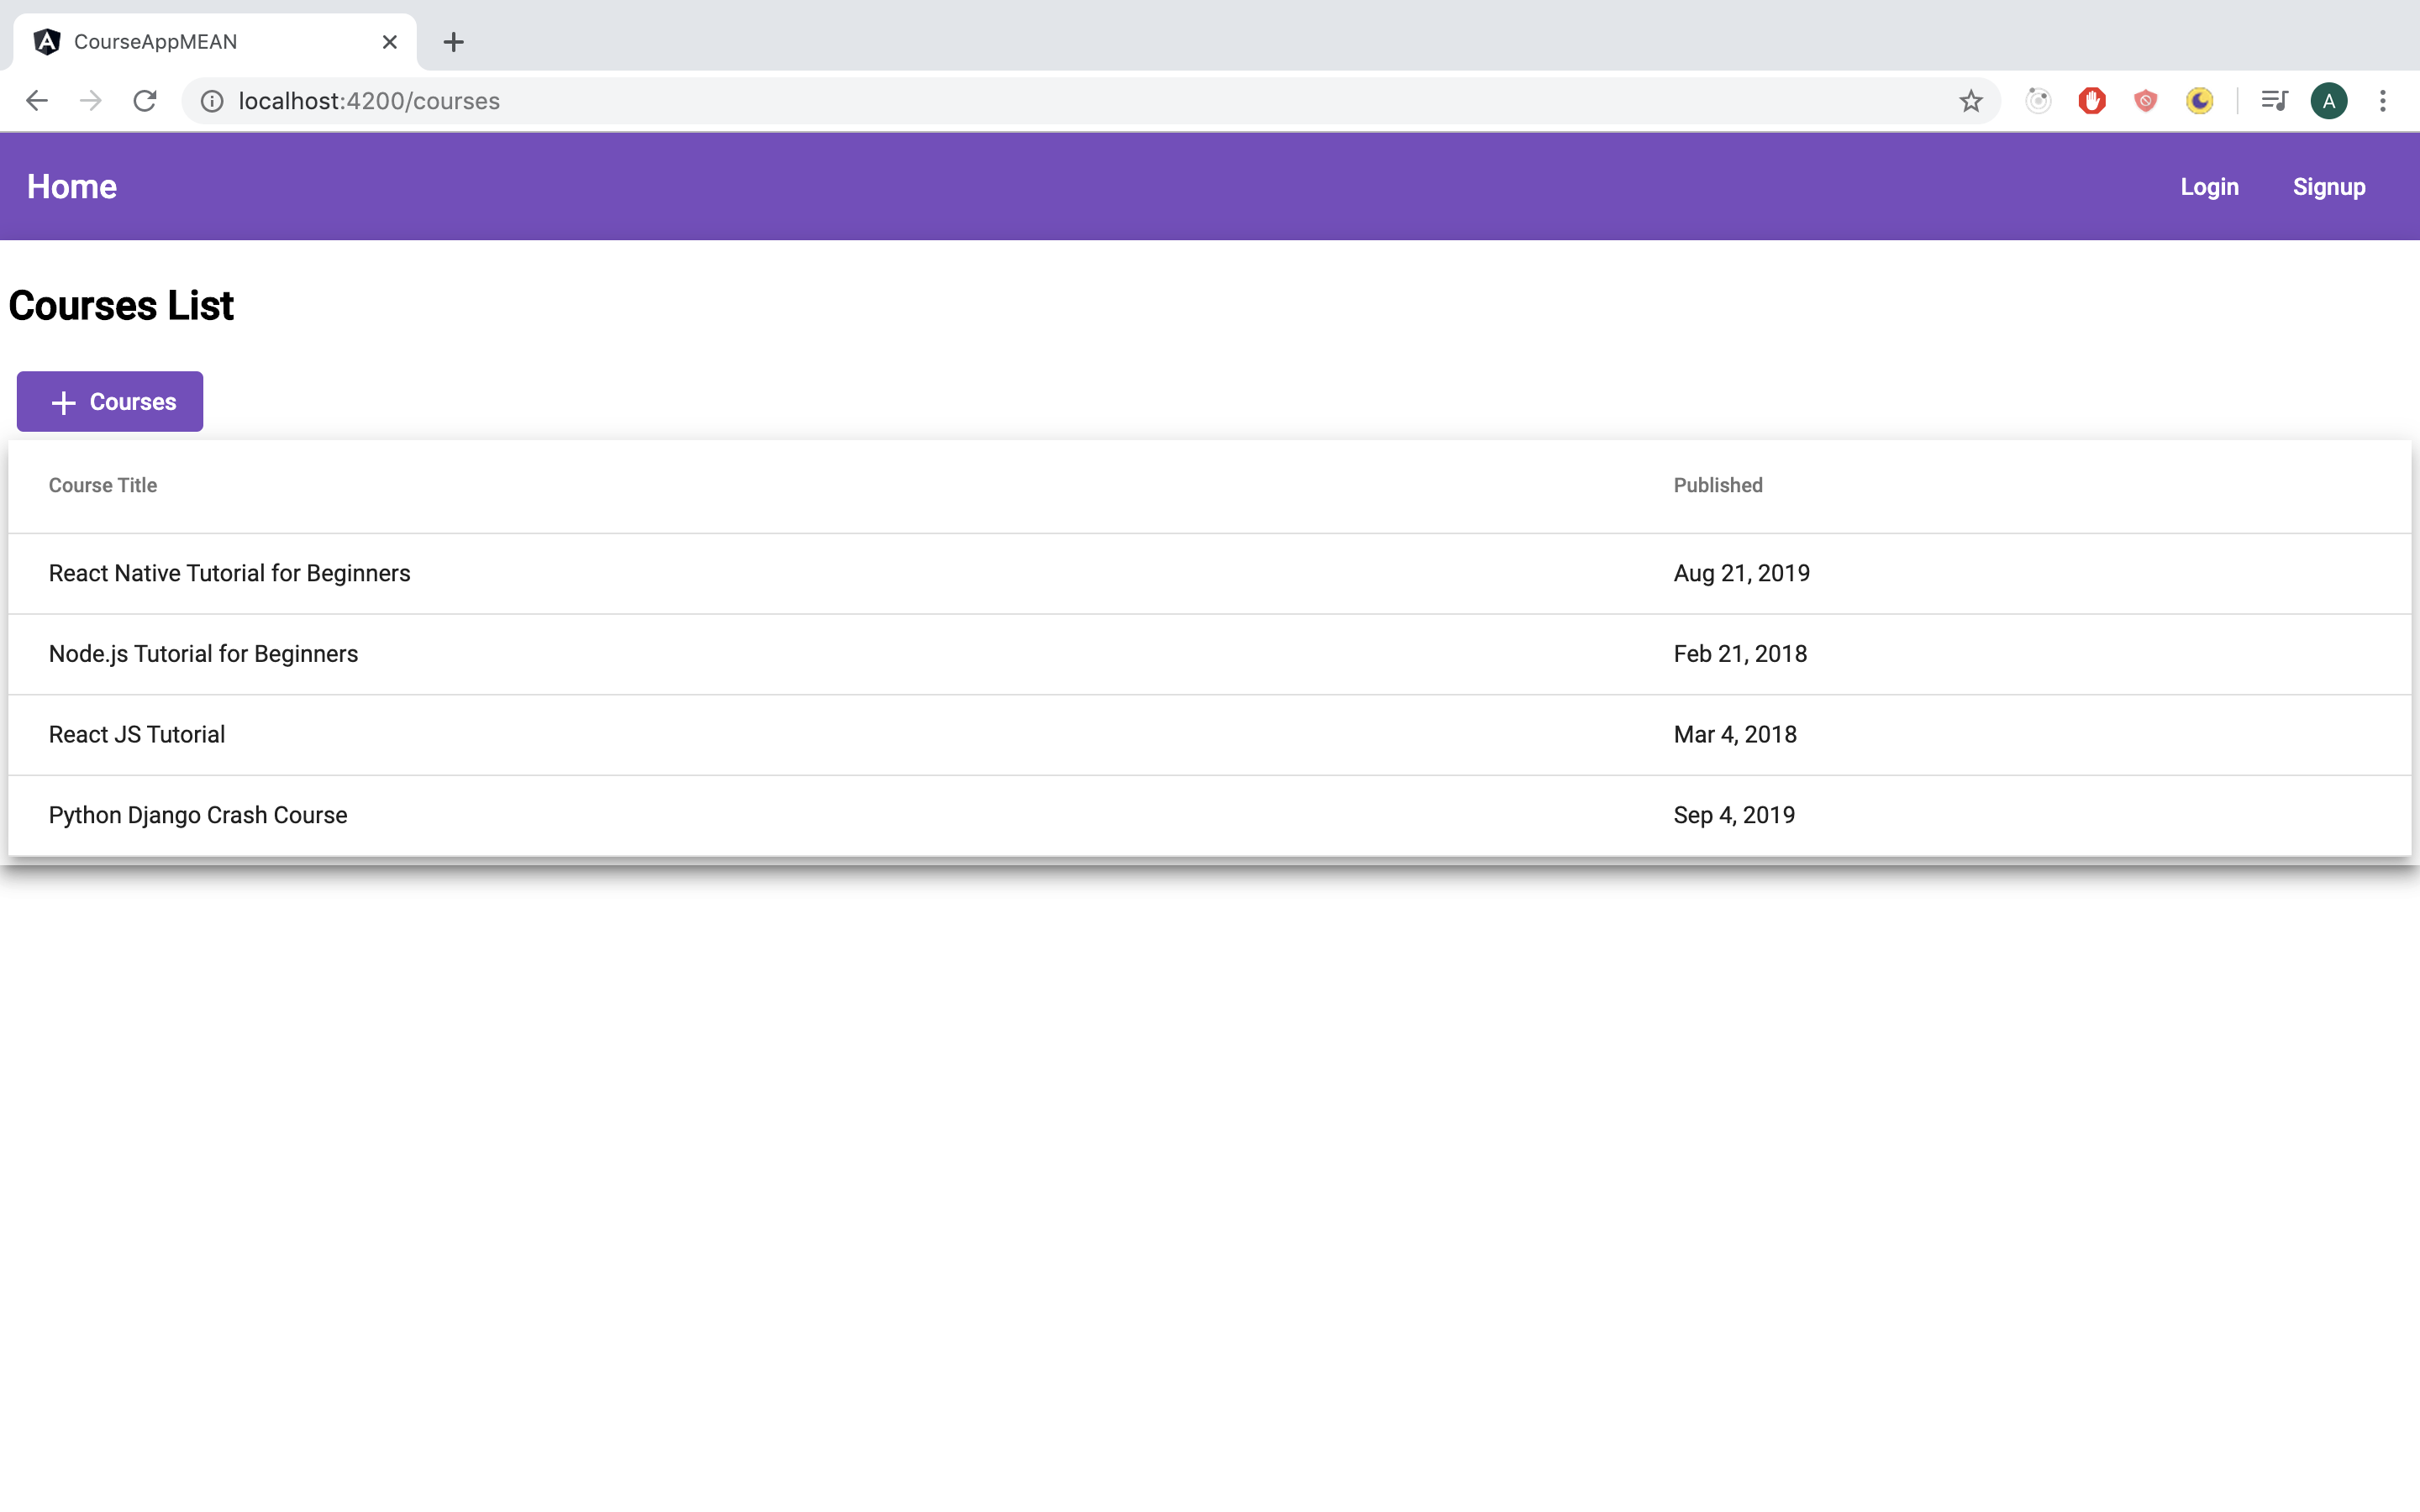 CourseAppMEAN
localhost:4200/courses
A
Home Login Signup
Courses List
+ Courses
Course Title Published
React Native Tutorial for Beginners Aug 21, 2019
Node.js Tutorial for Beginners Feb 21, 2018
React JS Tutorial Mar 4, 2018
Python Django Crash Course Sep 4, 2019